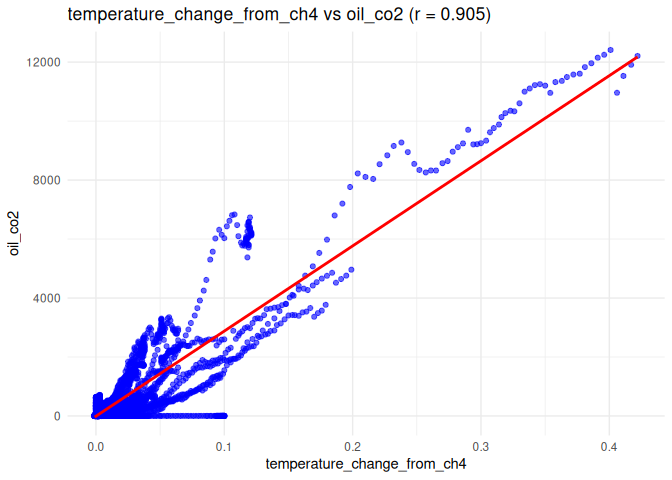 temperature_change_from_ch4 vs oil_co2 (r = 0.905)
12000
8000
4000
0
oil_co2
0.0 0.1 0.2 0.3 0.4
temperature_change_from_ch4